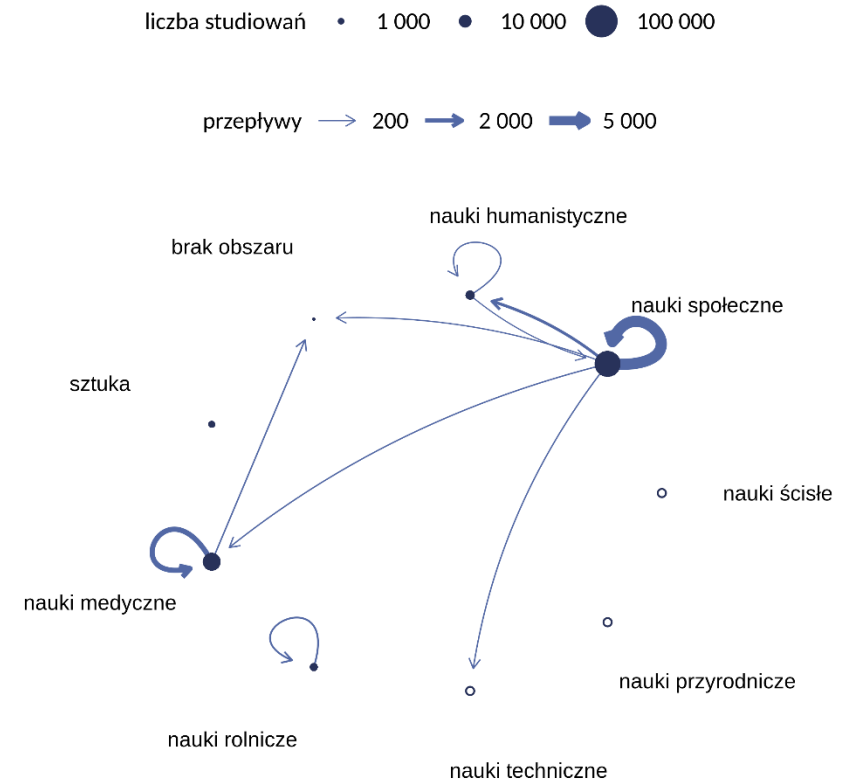 liczba studiowań 1 000 10 000 100 000
przepływy 200 2 000 5 000
nauki humanistyczne
brak obszaru
nauki społeczne
sztuka
nauki ścisłe
nauki medyczne
nauki przyrodnicze
nauki rolnicze
nauki techniczne